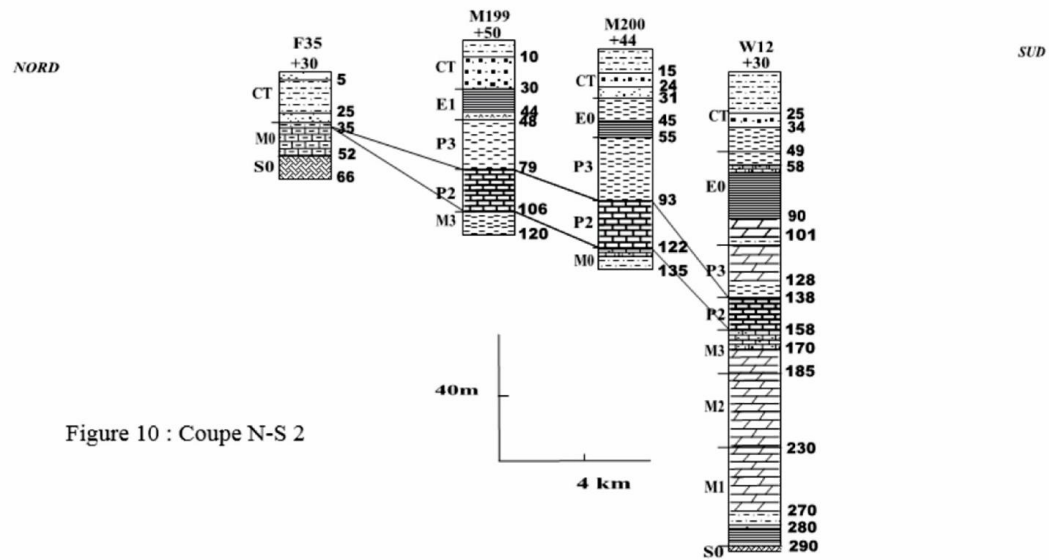 NORD
SUD
F35
+30
CT
M0
S0
5
25
35
52
66
M199
+50
CT
E1
P3
P2
M3
10
30
44
48
79
106
120
M200
+44
CT
E0
P3
P2
M0
15
24
31
45
55
93
122
135
W12
+30
CT
E0
P3
P2
M3
M2
M1
S0
25
34
49
58
90
101
128
138
158
170
185
230
270
280
290
40m
4 km
Figure 10 : Coupe N-S 2